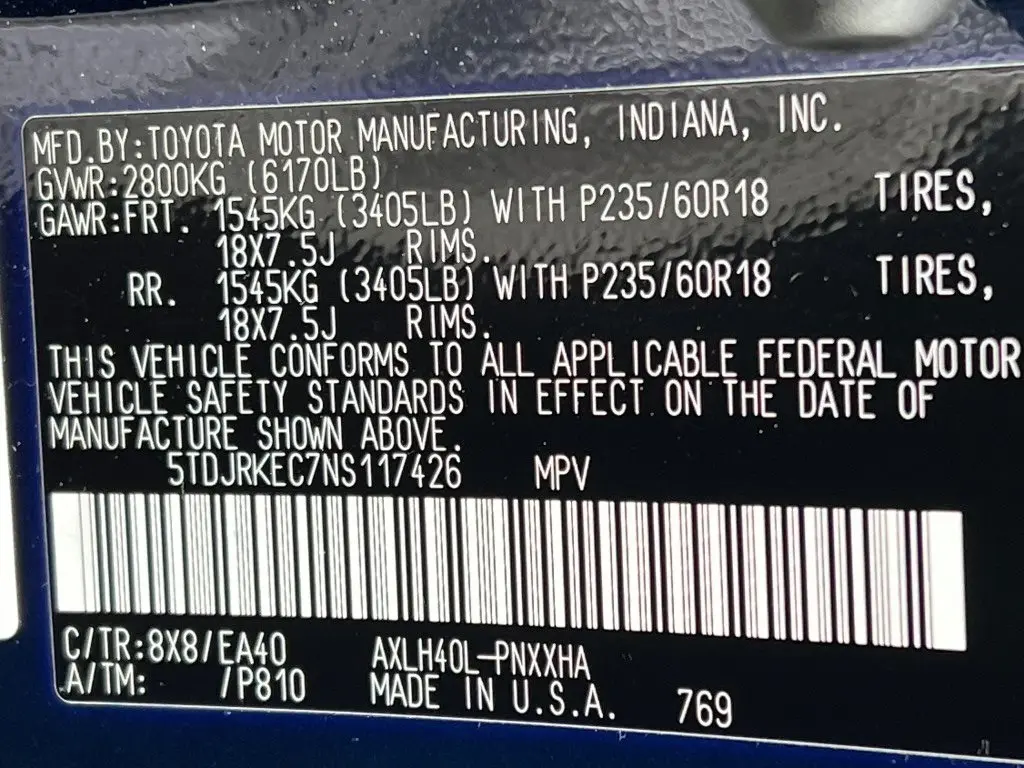 MFD.BY:TOYOTA MOTOR MANUFACTURING, INDIANA, INC.
GVWR:2800KG (6170LB)
GAWR:FRT. 1545KG (3405LB) WITH P235/60R18 TIRES,
18X7.5J RIMS.
RR. 1545KG (3405LB) WITH P235/60R18 TIRES,
18X7.5J RIMS.
THIS VEHICLE CONFORMS TO ALL APPLICABLE FEDERAL MOTOR
VEHICLE SAFETY STANDARDS IN EFFECT ON THE DATE OF
MANUFACTURE SHOWN ABOVE.
5TDJRKEC7NS117426 MPV
C/TR:8X8/EA40 AXLH40L-PNXXHA
A/TM: /P810 MADE IN U.S.A. 769